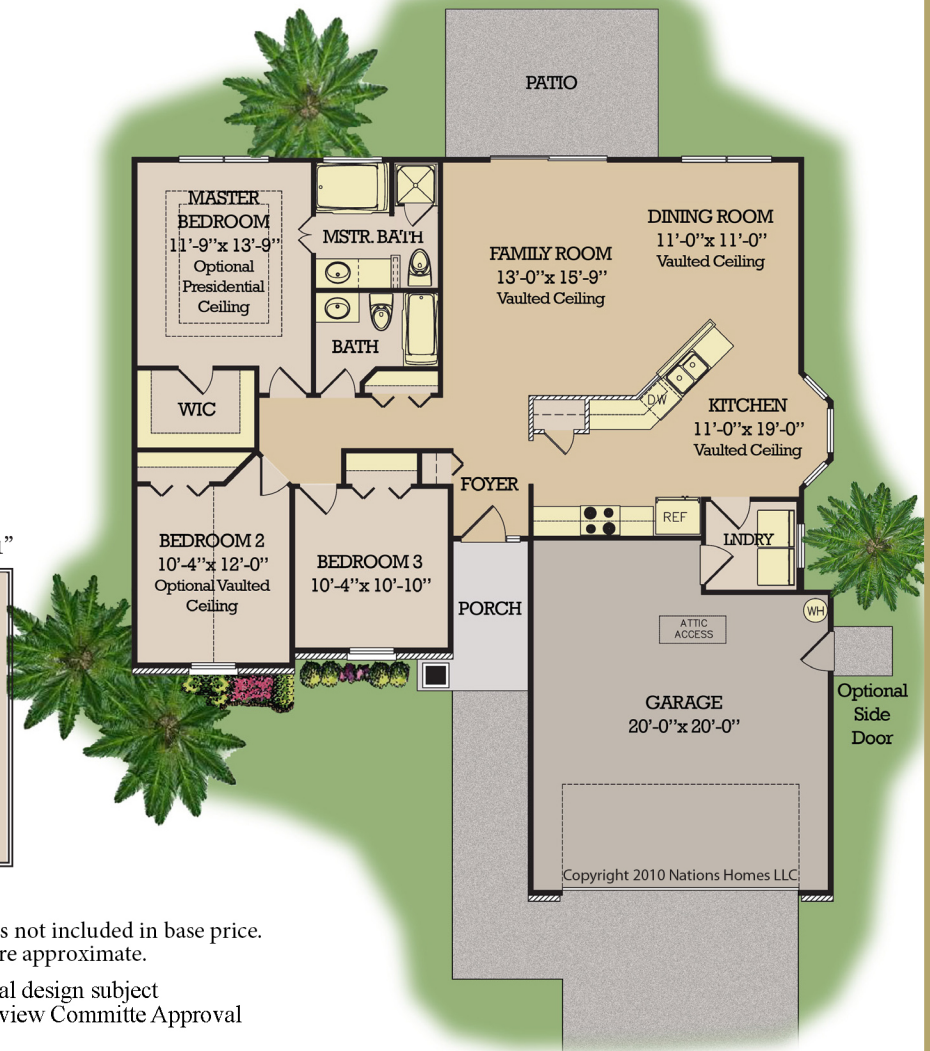 PATIO
MASTER
BEDROOM
11'-9"x 13'-9"
Optional
Presidential
Ceiling
MSTR. BATH
FAMILY ROOM
13'-0"x 15'-9"
Vaulted Ceiling
DINING ROOM
11'-0"x 11'-0"
Vaulted Ceiling
BATH
WIC
DW
KITCHEN
11'-0"x 19'-0"
Vaulted Ceiling
FOYER
REF
LNDRY
BEDROOM 2
10'-4"x 12'-0"
Optional Vaulted
Ceiling
BEDROOM 3
10'-4"x 10'-10"
PORCH
WH
ATTIC
ACCESS
GARAGE
20'-0"x 20'-0"
Optional
Side
Door
Copyright 2010 Nations Homes LLC
s not included in base price.
re approximate.
al design subject
view Committe Approval